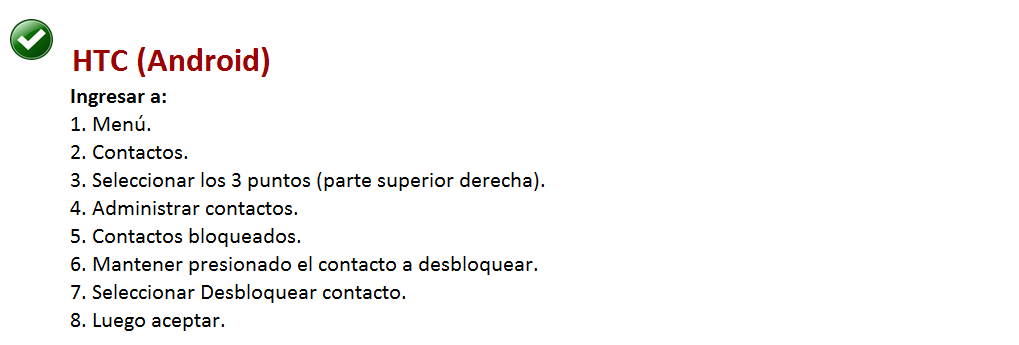 HTC (Android)
Ingresar a:
1. Menú.
2. Contactos.
3. Seleccionar los 3 puntos (parte superior derecha).
4. Administrar contactos.
5. Contactos bloqueados.
6. Mantener presionado el contacto a desbloquear.
7. Seleccionar Desbloquear contacto.
8. Luego aceptar.